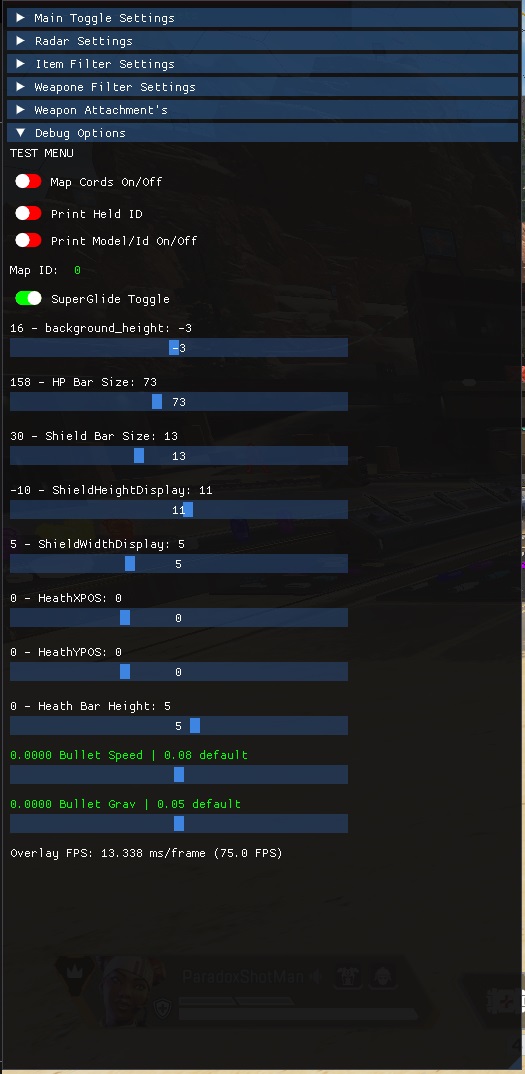 Main Toggle Settings
Radar Settings
Item Filter Settings
Weapone Filter Settings
Weapon Attachment's
Debug Options
TEST MENU
Map Cords On/Off
Print Held ID
Print Model/Id On/Off
Map ID: 0
SuperGlide Toggle
16 - background_height: -3
-3
158 - HP Bar Size: 73
73
30 - Shield Bar Size: 13
13
-10 - ShieldHeightDisplay: 11
11
5 - ShieldWidthDisplay: 5
5
0 - HeathXPOS: 0
0
0 - HeathYPOS: 0
0
0 - Heath Bar Height: 5
5
0.0000 Bullet Speed | 0.08 default
0.0000 Bullet Grav | 0.05 default
Overlay FPS: 13.338 ms/frame (75.0 FPS)
ParadoxShotMan